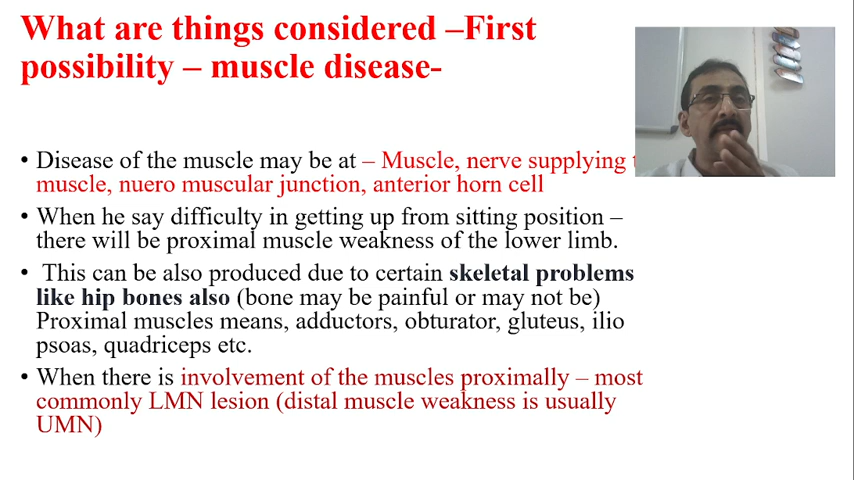 What are things considered –First
possibility – muscle disease-
• Disease of the muscle may be at – Muscle, nerve supplying
muscle, nuero muscular junction, anterior horn cell
• When he say difficulty in getting up from sitting position –
there will be proximal muscle weakness of the lower limb.
• This can be also produced due to certain skeletal problems
like hip bones also (bone may be painful or may not be)
Proximal muscles means, adductors, obturator, gluteus, ilio
psoas, quadriceps etc.
• When there is involvement of the muscles proximally – most
commonly LMN lesion (distal muscle weakness is usually
UMN)